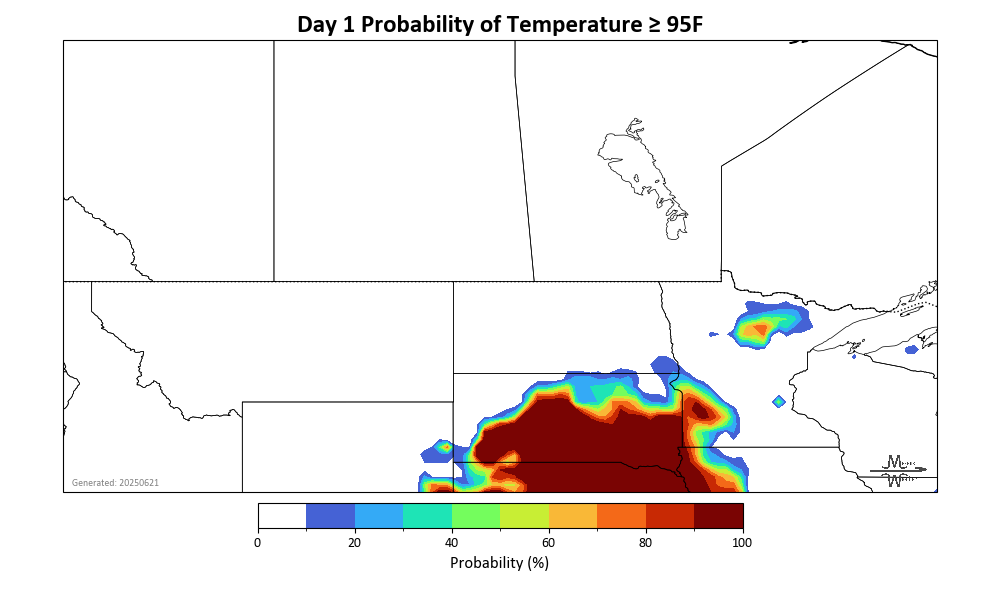 Day 1 Probability of Temperature ≥ 95F
Generated: 20250621
0 20 40 60 80 100
Probability (%)